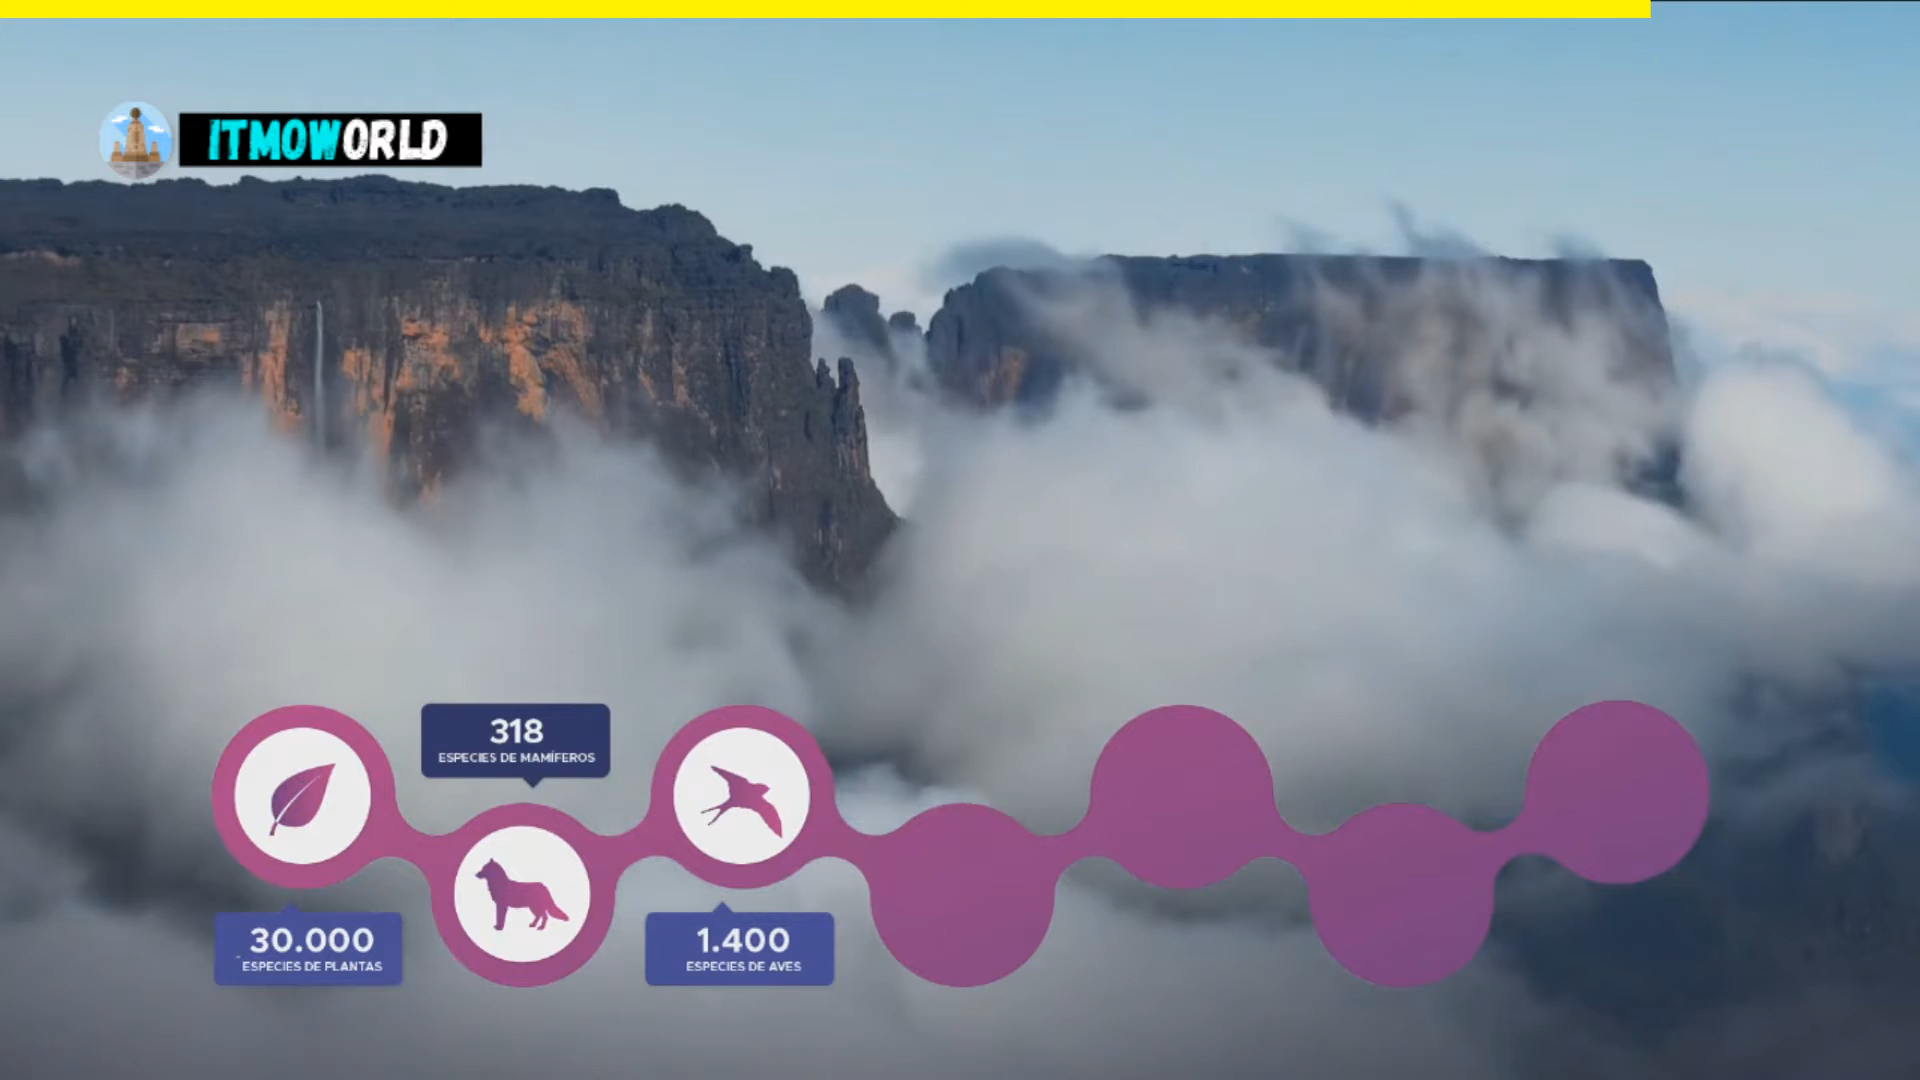 ITMOWORLD
318
ESPECIES DE MAMÍFEROS
30.000
ESPECIES DE PLANTAS
1.400
ESPECIES DE AVES